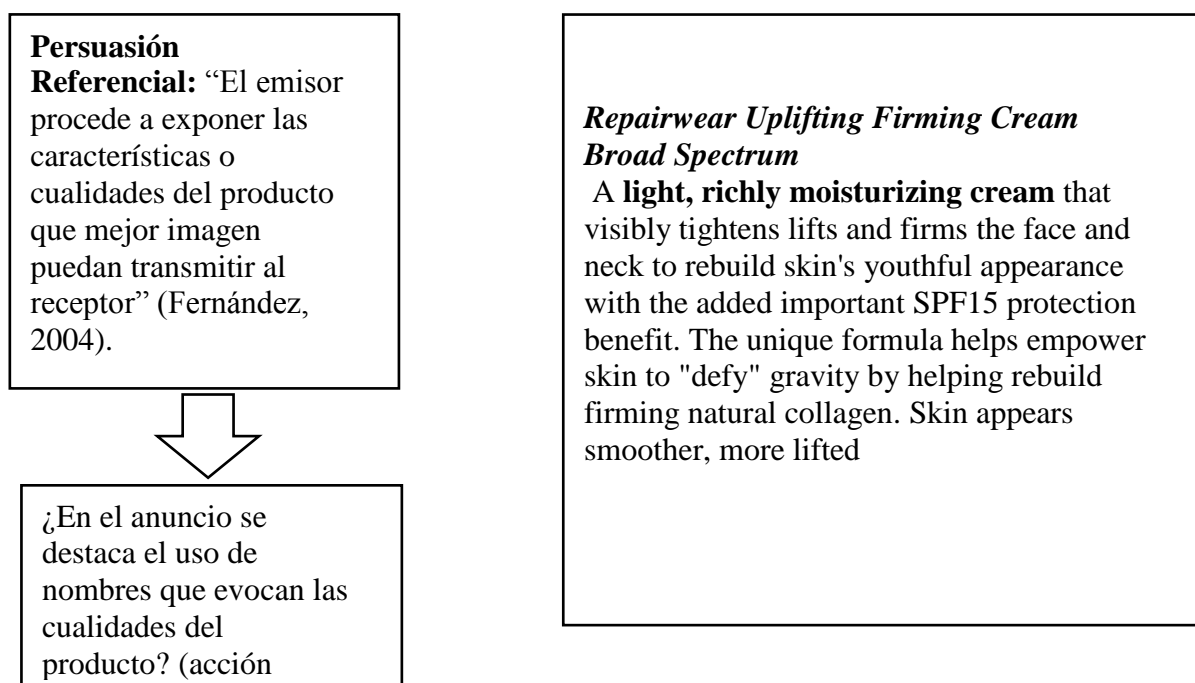 Persuasión
Referencial: “El emisor
procede a exponer las
características o
cualidades del producto
que mejor imagen
puedan transmitir al
receptor” (Fernández,
2004).
¿En el anuncio se
destaca el uso de
nombres que evocan las
cualidades del
producto? (acción
Repairwear Uplifting Firming Cream
Broad Spectrum
A light, richly moisturizing cream that
visibly tightens lifts and firms the face and
neck to rebuild skin's youthful appearance
with the added important SPF15 protection
benefit. The unique formula helps empower
skin to "defy" gravity by helping rebuild
firming natural collagen. Skin appears
smoother, more lifted